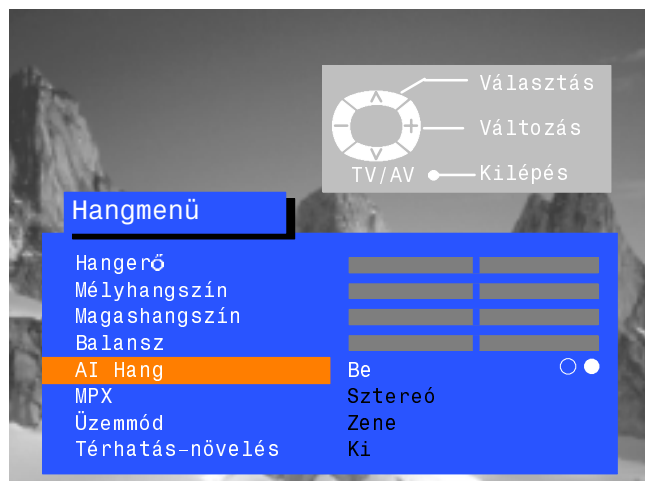 Választás
Változás
TV/AV Kilépés
Hangmenü
Hangerő
Mélyhangszín
Magashangszín
Balansz
AI Hang Be
MPX Sztereó
Üzemmód Zene
Térhatás-növelés Ki